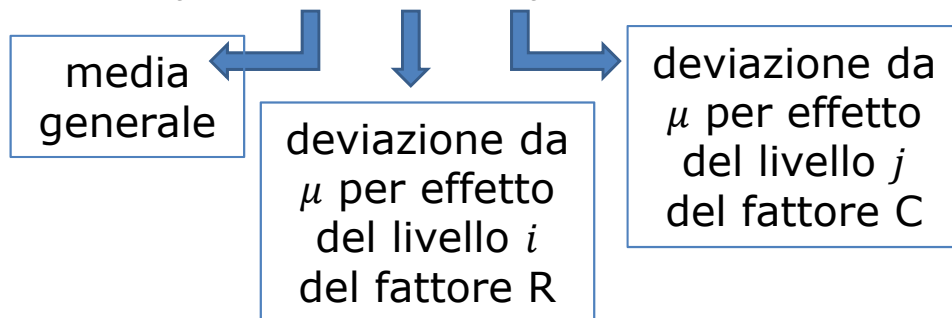 media
generale
deviazione da
𝜇 per effetto
del livello 𝑖
del fattore R
deviazione da
𝜇 per effetto
del livello 𝑗
del fattore C